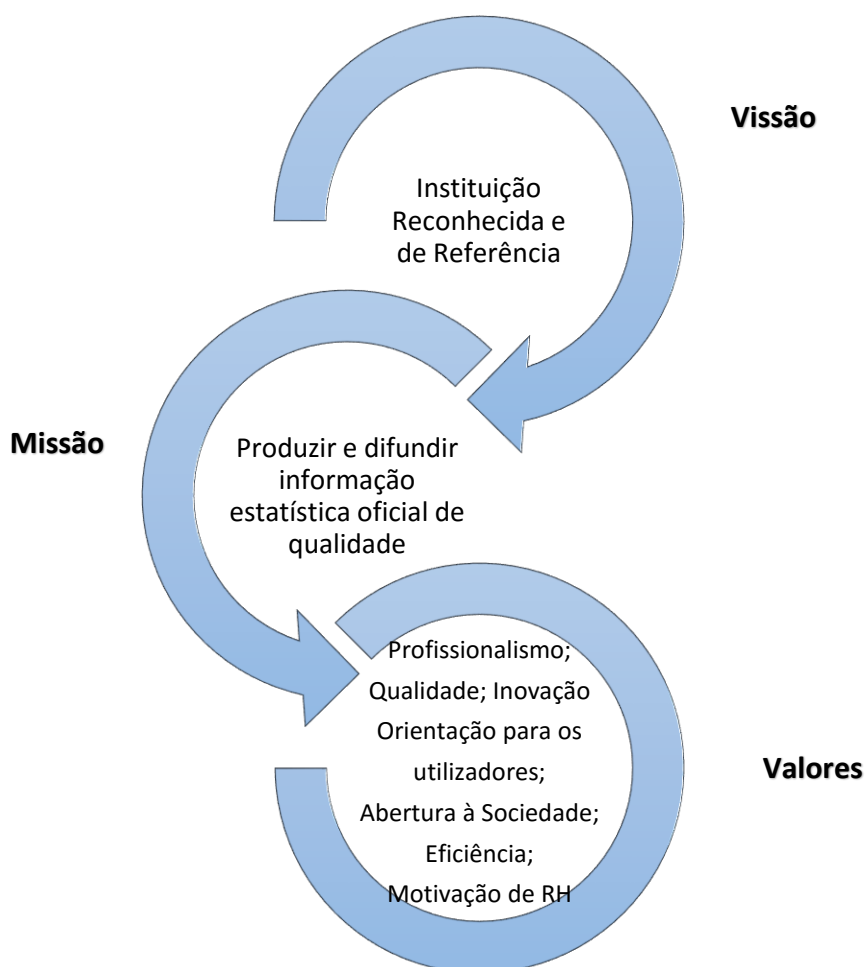 Vissão
Instituição
Reconhecida e
de Referência
Missão
Produzir e difundir
informação
estatística oficial de
qualidade
Profissionalismo;
Qualidade; Inovação
Orientação para os
utilizadores;
Abertura à Sociedade;
Eficiência;
Motivação de RH
Valores